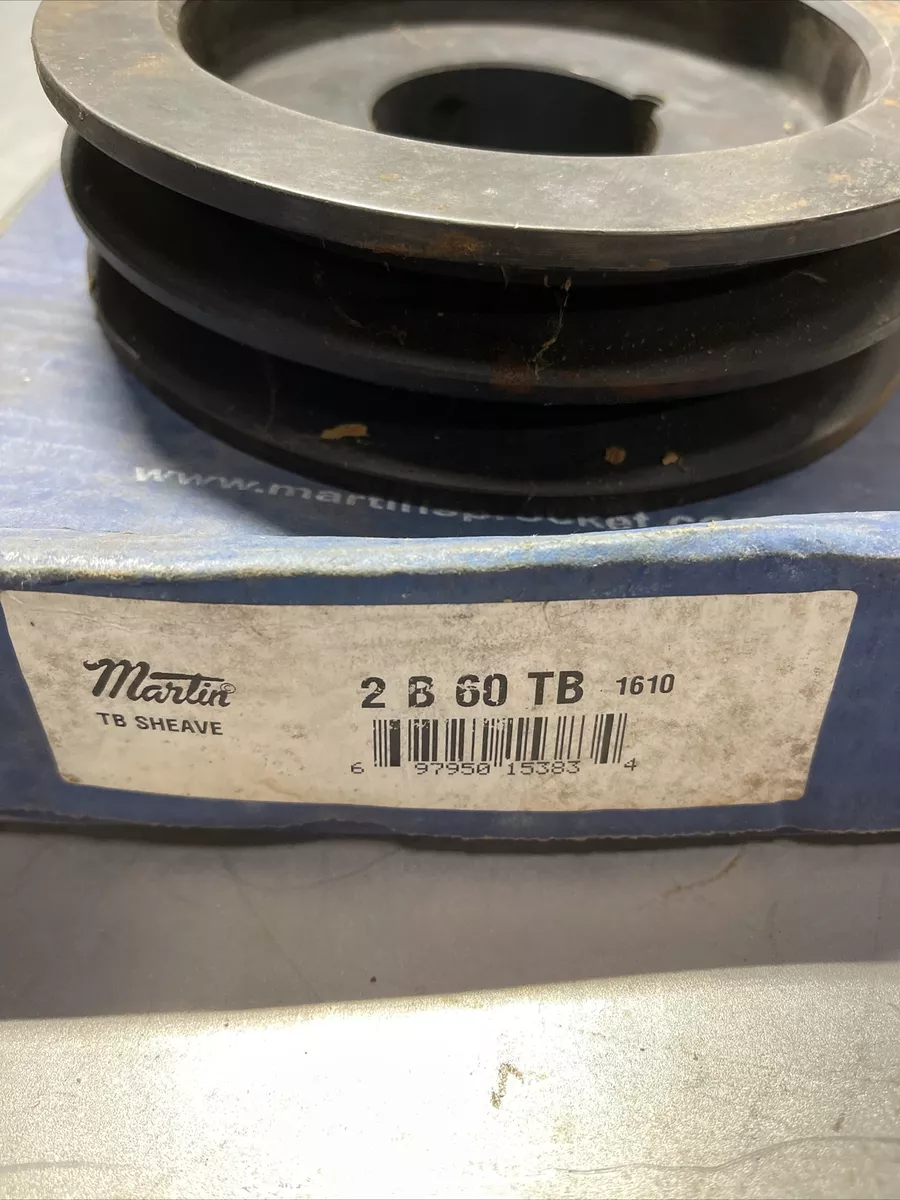 www.martinsprocket.co
Martin
TB SHEAVE
2 B 60 TB 1610
6 97950 15383 4